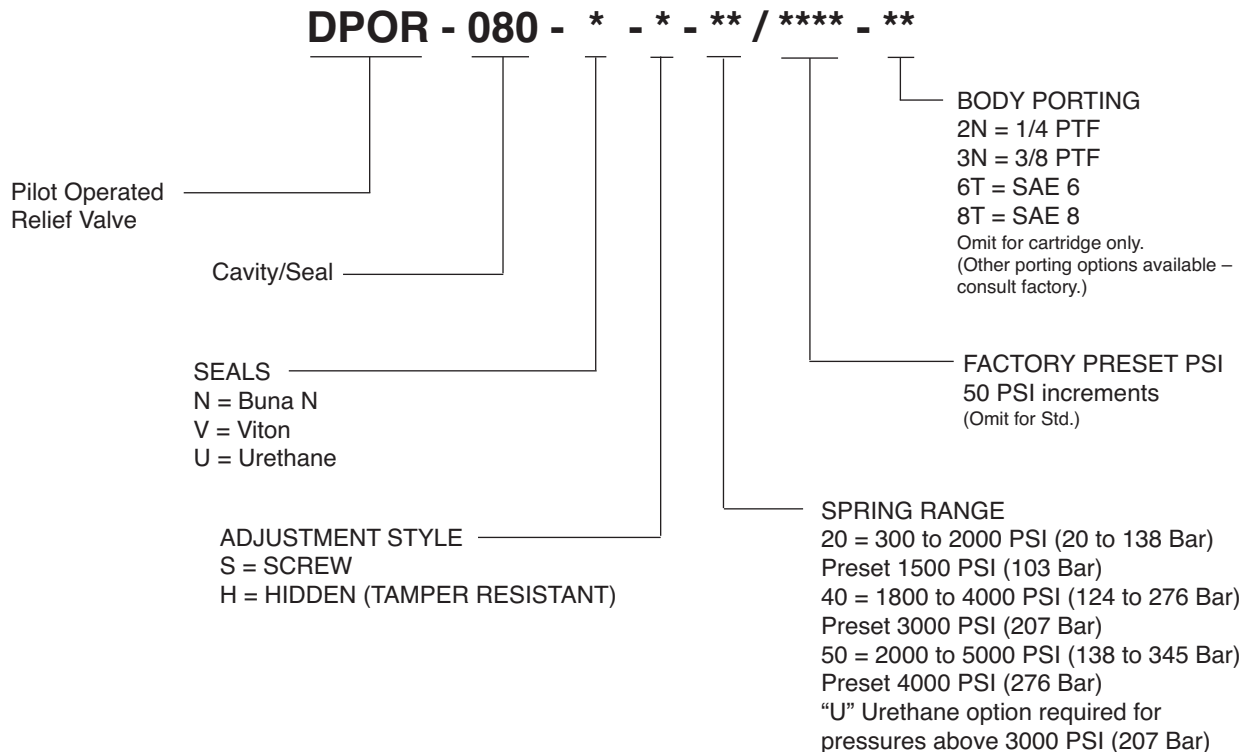 DPOR - 080 - * - * - ** / **** - **
BODY PORTING
2N = 1/4 PTF
3N = 3/8 PTF
6T = SAE 6
8T = SAE 8
Omit for cartridge only.
(Other porting options available –
consult factory.)
Pilot Operated
Relief Valve
Cavity/Seal
FACTORY PRESET PSI
50 PSI increments
(Omit for Std.)
SEALS
N = Buna N
V = Viton
U = Urethane
ADJUSTMENT STYLE
S = SCREW
H = HIDDEN (TAMPER RESISTANT)
SPRING RANGE
20 = 300 to 2000 PSI (20 to 138 Bar)
Preset 1500 PSI (103 Bar)
40 = 1800 to 4000 PSI (124 to 276 Bar)
Preset 3000 PSI (207 Bar)
50 = 2000 to 5000 PSI (138 to 345 Bar)
Preset 4000 PSI (276 Bar)
“U” Urethane option required for
pressures above 3000 PSI (207 Bar)